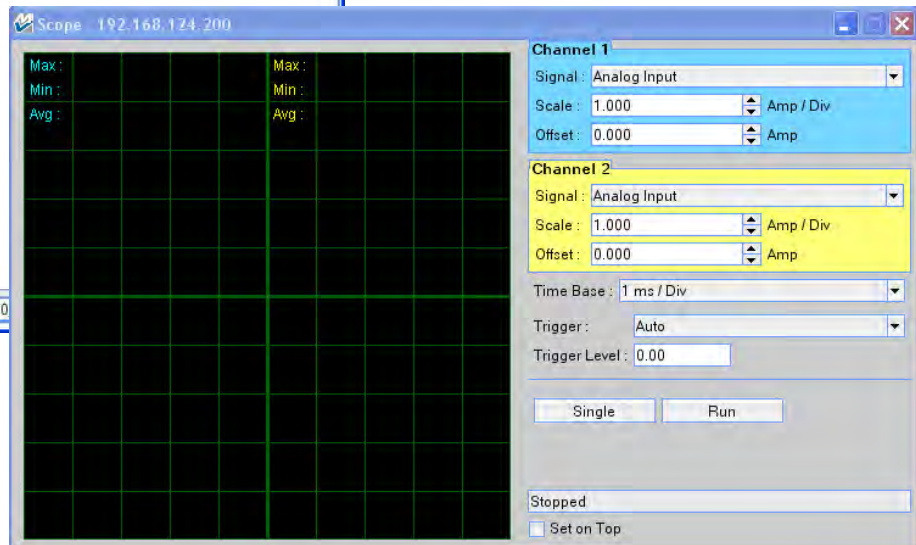 Scope 192.168.124.200
Max :
Min :
Avg :
Max :
Min :
Avg :
Channel 1
Signal : Analog Input
Scale : 1.000 Amp / Div
Offset : 0.000 Amp
Channel 2
Signal : Analog Input
Scale : 1.000 Amp / Div
Offset : 0.000 Amp
Time Base : 1 ms / Div
Trigger : Auto
Trigger Level : 0.00
Single Run
Stopped
Set on Top
0